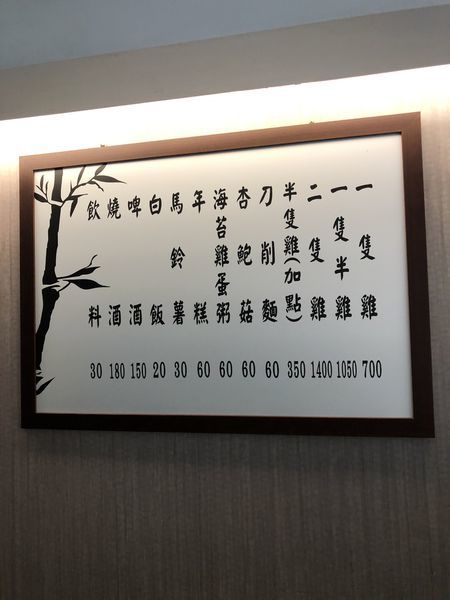 一隻雞 700
一隻半雞 1050
二隻雞 1400
半隻雞(加點) 350
刀削麵 60
杏鮑菇 60
海苔雞蛋粥 60
年糕 60
馬鈴薯 30
白飯 20
啤酒 150
燒酒 180
飲料 30